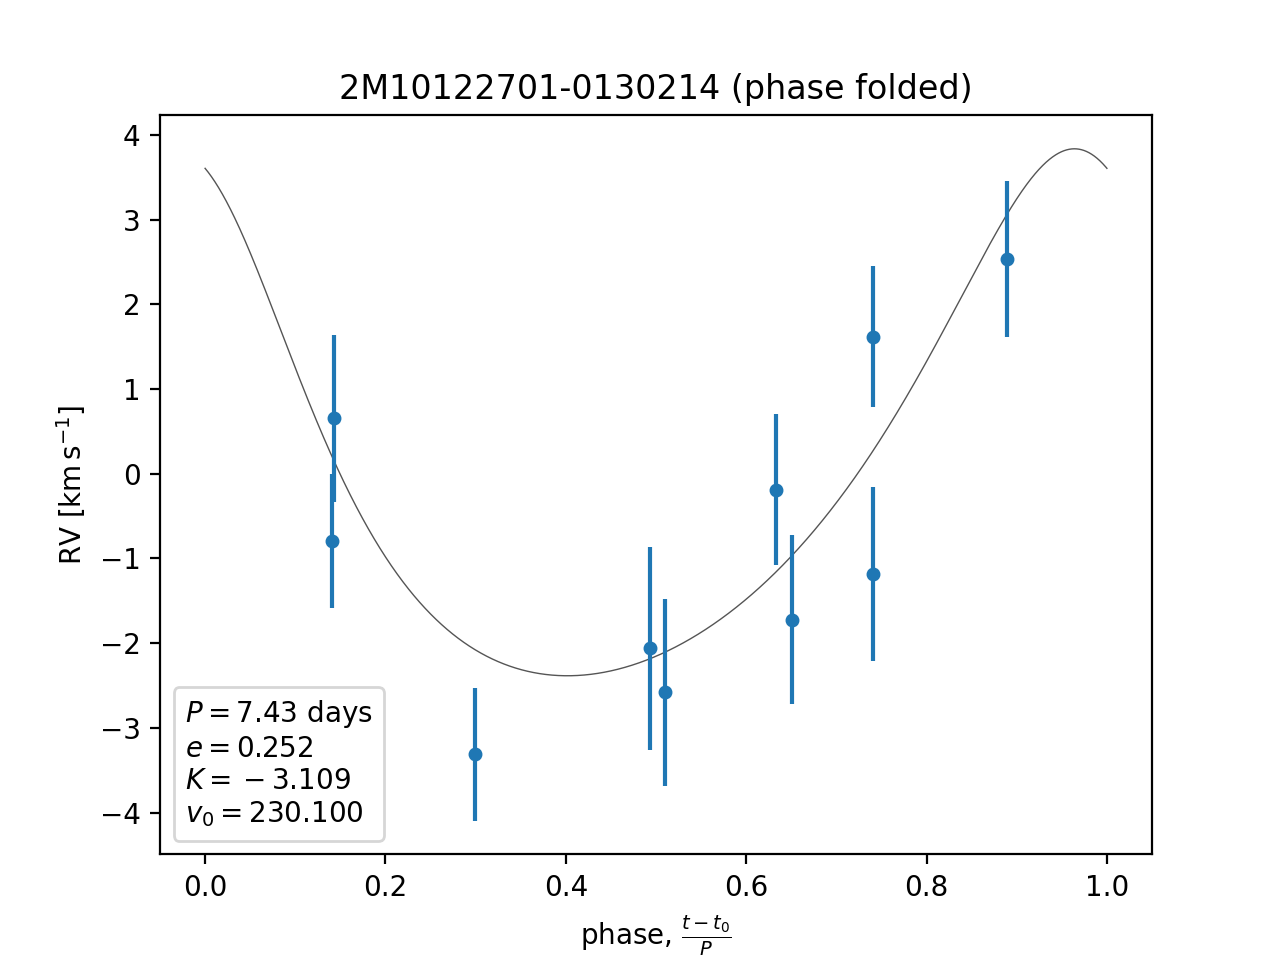 2M10122701-0130214 (phase folded)
RV [km s⁻¹]
4
3
2
1
0
−1
−2
−3
−4
P = 7.43 days
e = 0.252
K = −3.109
v₀ = 230.100
0.0 0.2 0.4 0.6 0.8 1.0
phase, (t − t₀)/P